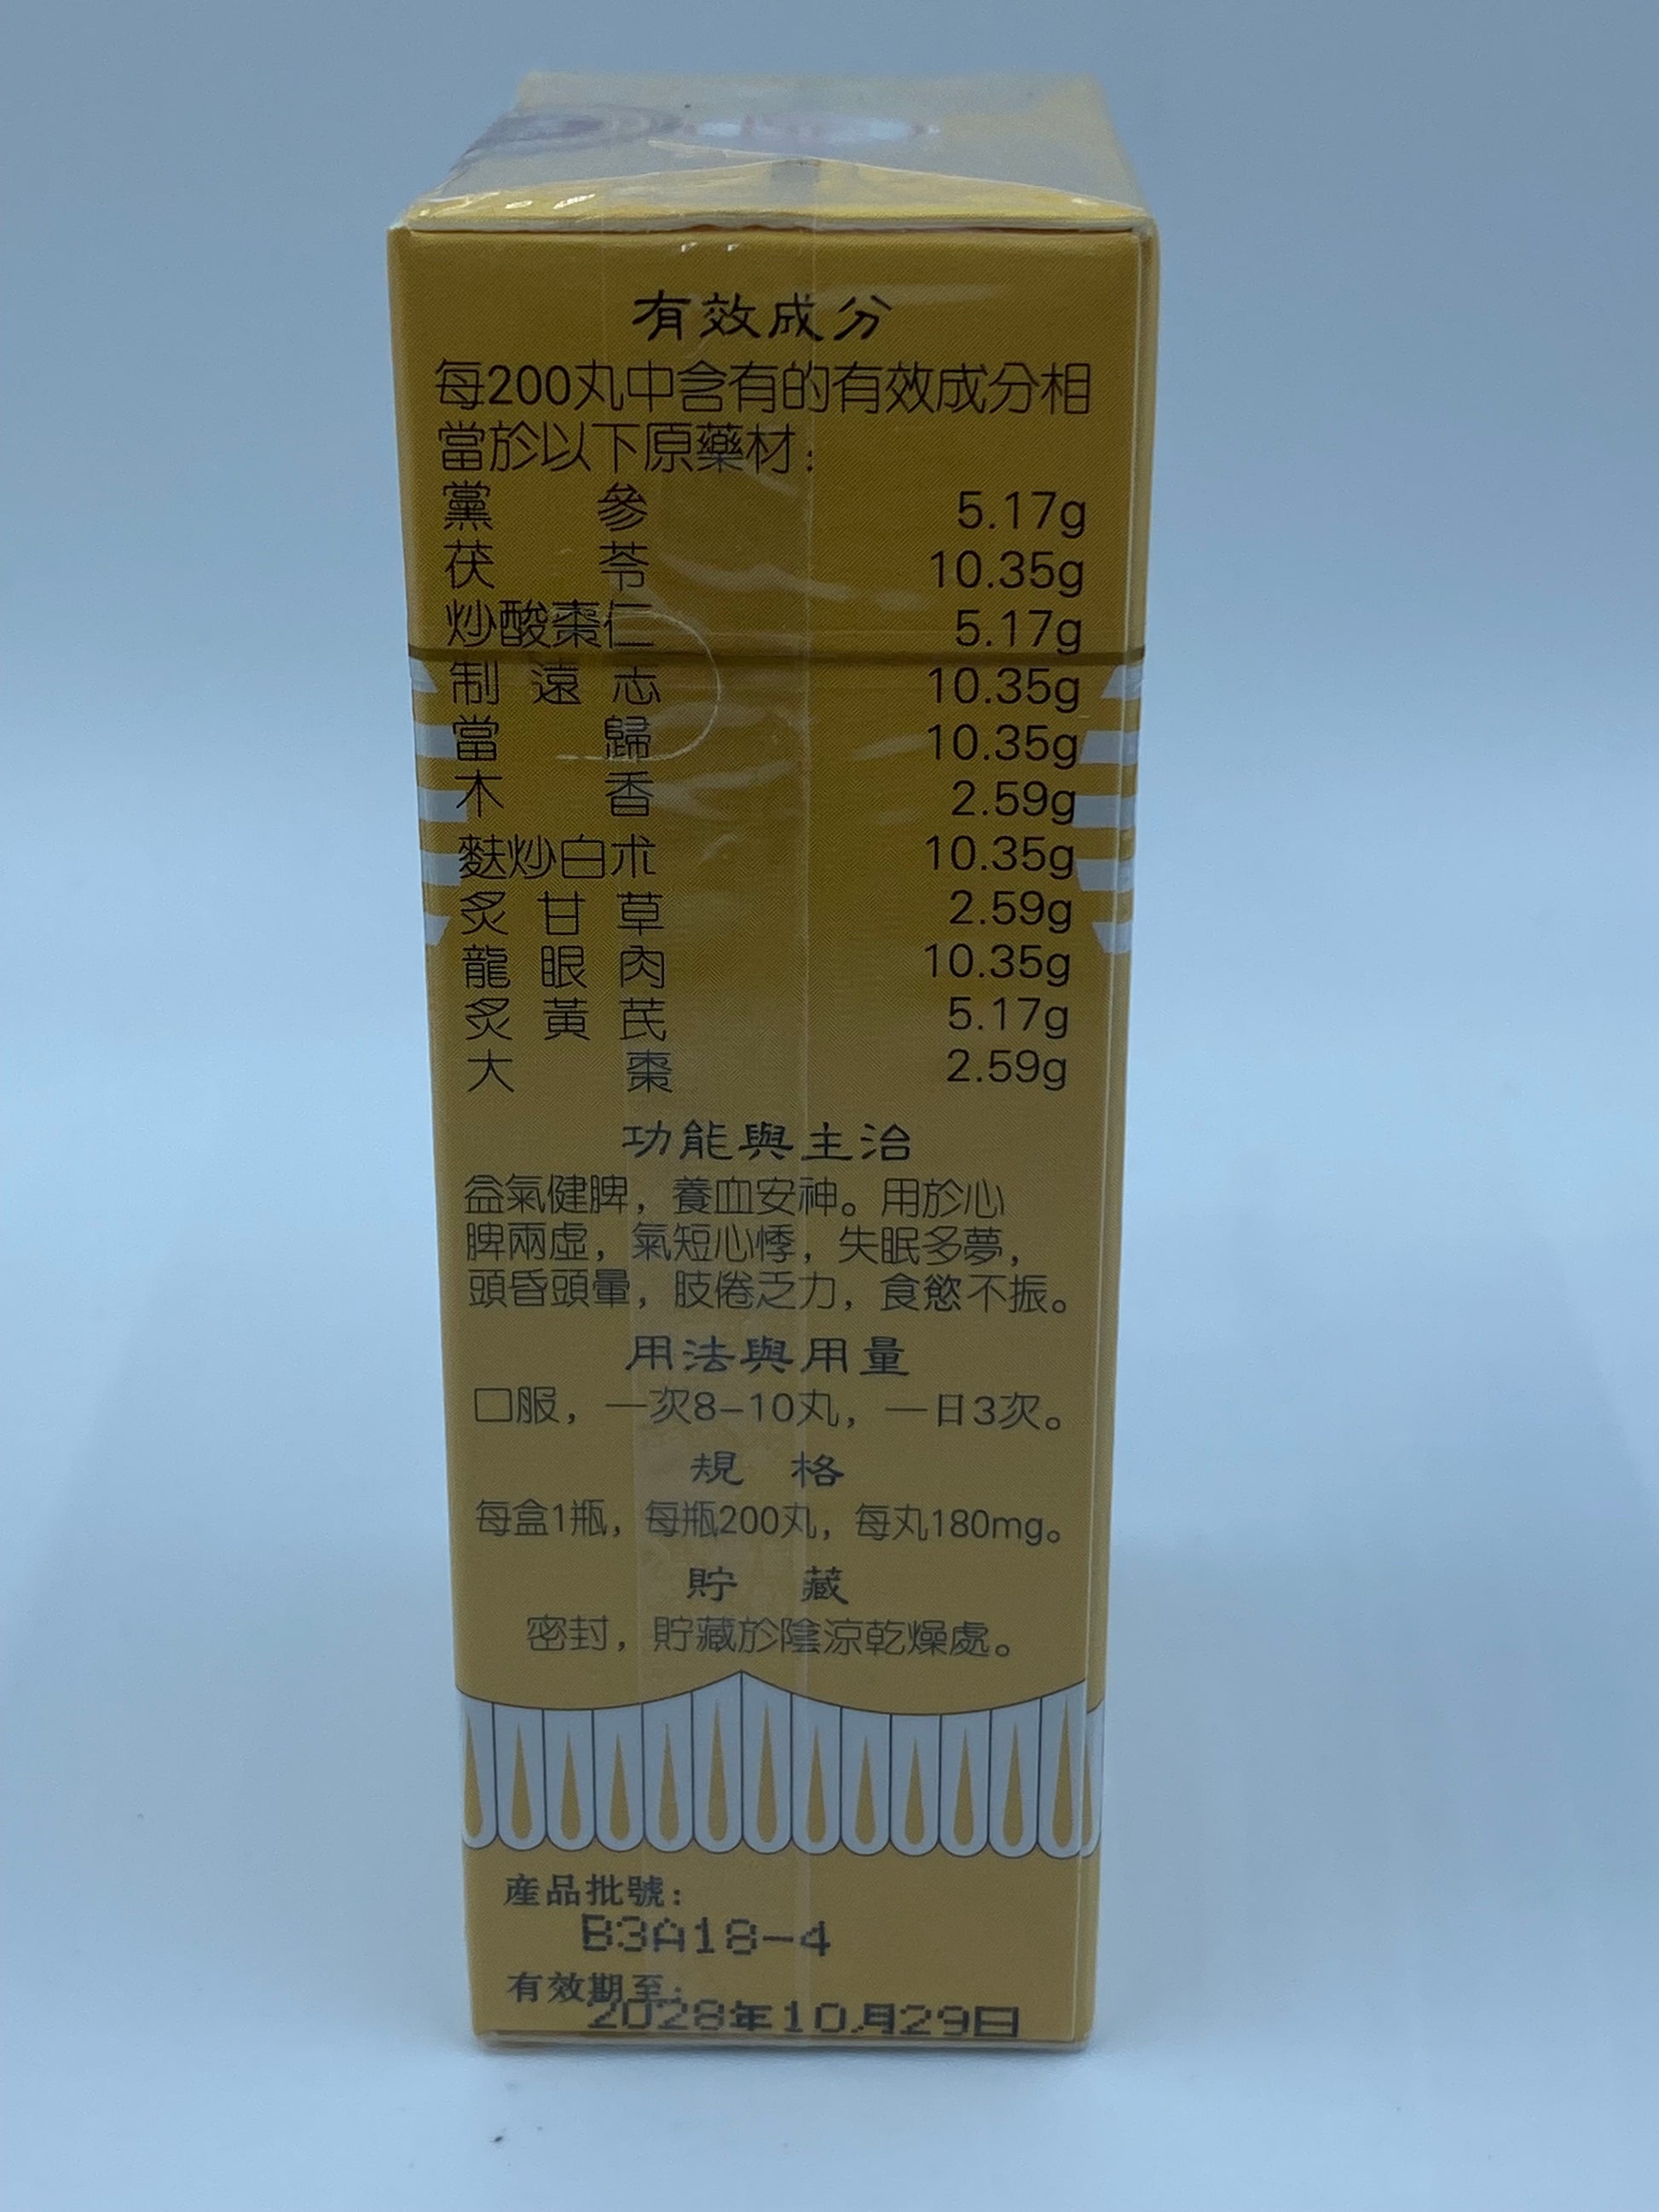 有效成分
每200丸中含有的有效成分相
當於以下原藥材：
黨參 5.17g
茯苓 10.35g
炒酸棗仁 5.17g
制遠志 10.35g
當歸 10.35g
木香 2.59g
麩炒白朮 10.35g
炙甘草 2.59g
龍眼肉 10.35g
炙黃芪 5.17g
大棗 2.59g
功能與主治
益氣健脾，養血安神。用於心
脾兩虛，氣短心悸，失眠多夢，
頭昏頭暈，肢倦乏力，食慾不振。
用法與用量
口服，一次8-10丸，一日3次。
規格
每盒1瓶，每瓶200丸，每丸180mg。
貯藏
密封，貯藏於陰涼乾燥處。
産品批號：
B3A18-4
有效期至：
2028年10月29日